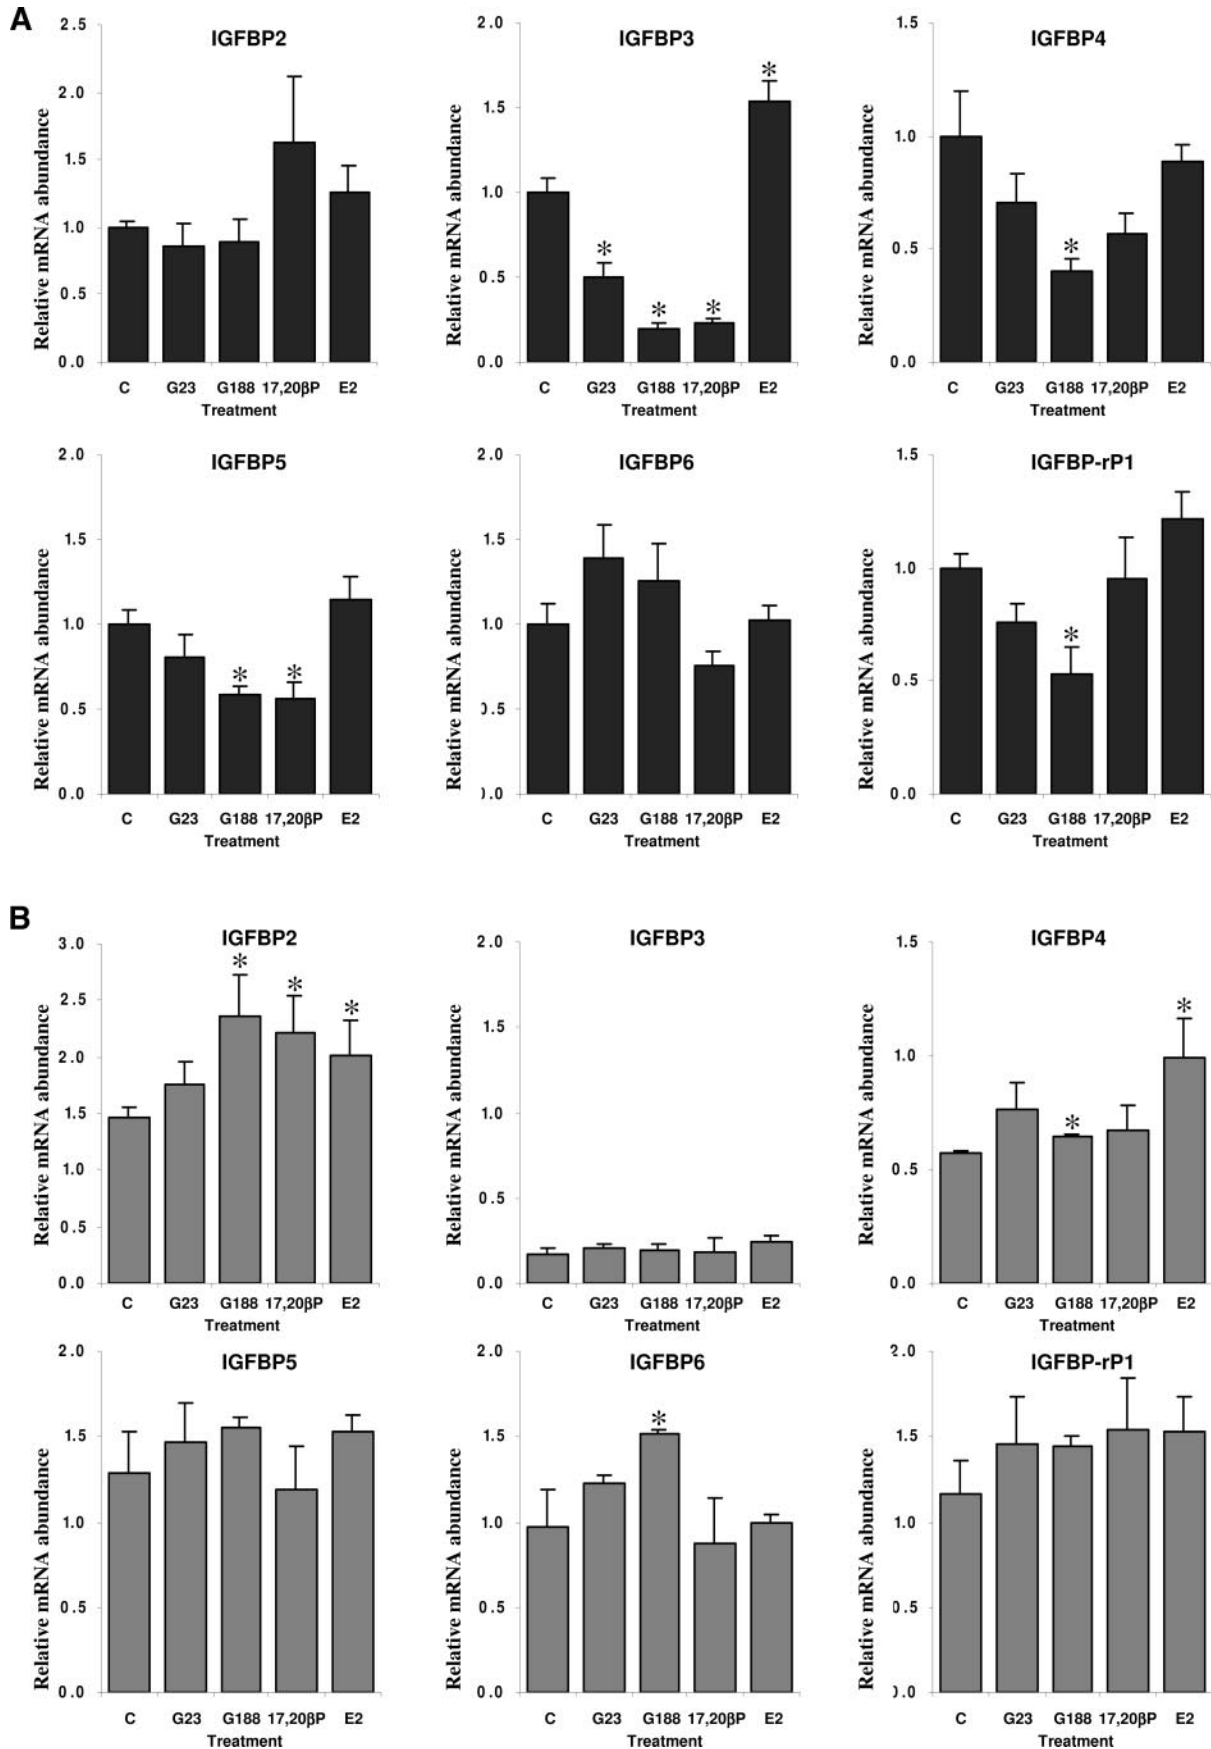 A
IGFBP2
Relative mRNA abundance
2.5
2.0
1.5
1.0
0.5
0.0
C G23 G188 17,20βP E2
Treatment
IGFBP3
Relative mRNA abundance
2.0
1.5
1.0
0.5
0.0
* * * *
C G23 G188 17,20βP E2
Treatment
IGFBP4
Relative mRNA abundance
1.5
1.0
0.5
0.0
*
C G23 G188 17,20βP E2
Treatment
IGFBP5
Relative mRNA abundance
2.0
1.5
1.0
0.5
0.0
* *
C G23 G188 17,20βP E2
Treatment
IGFBP6
Relative mRNA abundance
2.0
1.5
1.0
0.5
0.0
C G23 G188 17,20βP E2
Treatment
IGFBP-rP1
Relative mRNA abundance
1.5
1.0
0.5
0.0
*
C G23 G188 17,20βP E2
Treatment
B
IGFBP2
Relative mRNA abundance
3.0
2.5
2.0
1.5
1.0
0.5
0.0
* * *
C G23 G188 17,20βP E2
Treatment
IGFBP3
Relative mRNA abundance
2.0
1.5
1.0
0.5
0.0
C G23 G188 17,20βP E2
Treatment
IGFBP4
Relative mRNA abundance
1.5
1.0
0.5
0.0
* *
C G23 G188 17,20βP E2
Treatment
IGFBP5
Relative mRNA abundance
2.0
1.5
1.0
0.5
0.0
C G23 G188 17,20βP E2
Treatment
IGFBP6
Relative mRNA abundance
2.0
1.5
1.0
0.5
0.0
*
C G23 G188 17,20βP E2
Treatment
IGFBP-rP1
Relative mRNA abundance
2.0
1.5
1.0
0.5
0.0
C G23 G188 17,20βP E2
Treatment